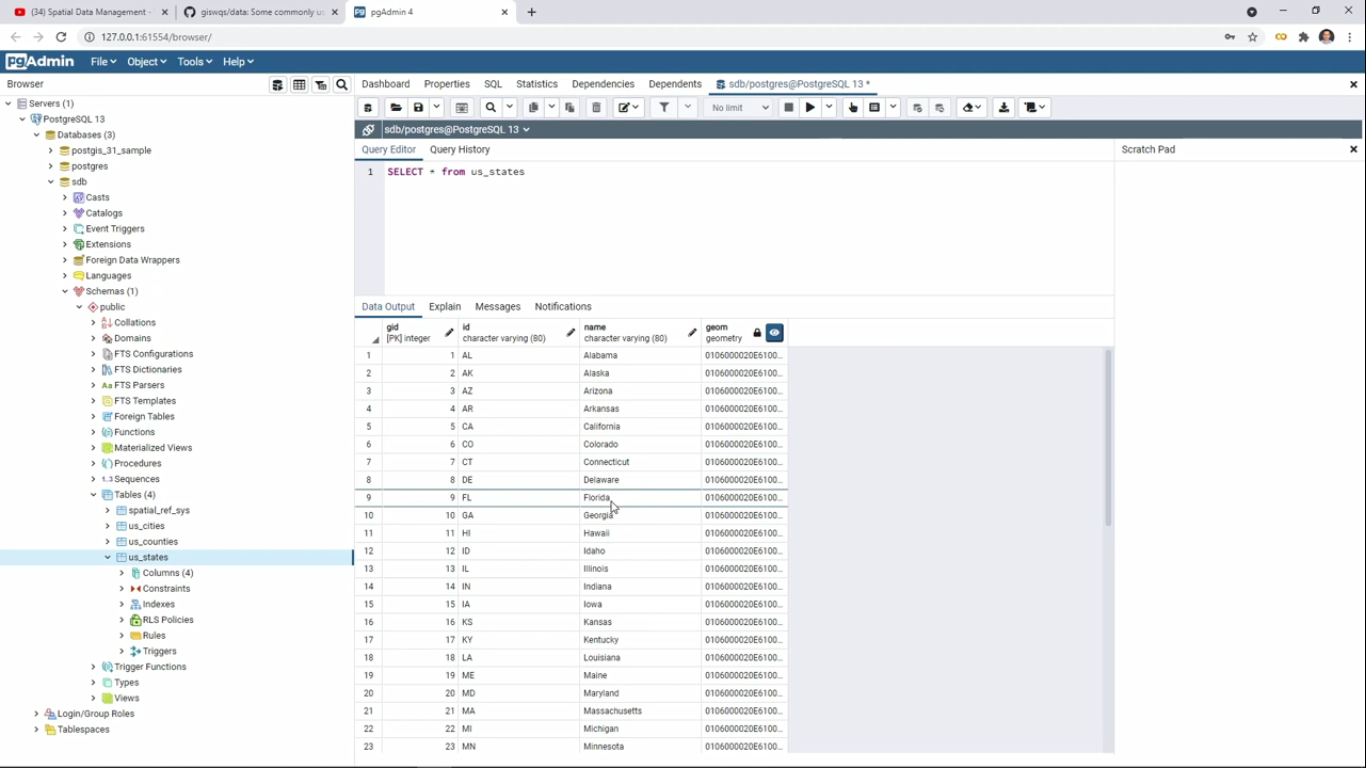 (34) Spatial Data Management -
giswqs/data: Some commonly u
pgAdmin 4
127.0.0.1:61554/browser/
pgAdmin
File Object Tools Help
Browser
Dashboard Properties SQL Statistics Dependencies Dependents sdb/postgres@PostgreSQL 13 *
No limit
sdb/postgres@PostgreSQL 13
Query Editor Query History
Scratch Pad
1 SELECT * from us_states
Servers (1)
PostgreSQL 13
Databases (3)
postgis_31_sample
postgres
sdb
Casts
Catalogs
Event Triggers
Extensions
Foreign Data Wrappers
Languages
Schemas (1)
public
Collations
Domains
FTS Configurations
FTS Dictionaries
FTS Parsers
FTS Templates
Foreign Tables
Functions
Materialized Views
Procedures
1..3 Sequences
Tables (4)
spatial_ref_sys
us_cities
us_counties
us_states
Columns (4)
Constraints
Indexes
RLS Policies
Rules
Triggers
Trigger Functions
Types
Views
Login/Group Roles
Tablespaces
Data Output Explain Messages Notifications
gid id name geom
[PK] integer character varying (80) character varying (80) geometry
1 1 AL Alabama 0106000020E6100...
2 2 AK Alaska 0106000020E6100...
3 3 AZ Arizona 0106000020E6100...
4 4 AR Arkansas 0106000020E6100...
5 5 CA California 0106000020E6100...
6 6 CO Colorado 0106000020E6100...
7 7 CT Connecticut 0106000020E6100...
8 8 DE Delaware 0106000020E6100...
9 9 FL Florida 0106000020E6100...
10 10 GA Georgia 0106000020E6100...
11 11 HI Hawaii 0106000020E6100...
12 12 ID Idaho 0106000020E6100...
13 13 IL Illinois 0106000020E6100...
14 14 IN Indiana 0106000020E6100...
15 15 IA Iowa 0106000020E6100...
16 16 KS Kansas 0106000020E6100...
17 17 KY Kentucky 0106000020E6100...
18 18 LA Louisiana 0106000020E6100...
19 19 ME Maine 0106000020E6100...
20 20 MD Maryland 0106000020E6100...
21 21 MA Massachusetts 0106000020E6100...
22 22 MI Michigan 0106000020E6100...
23 23 MN Minnesota 0106000020E6100...